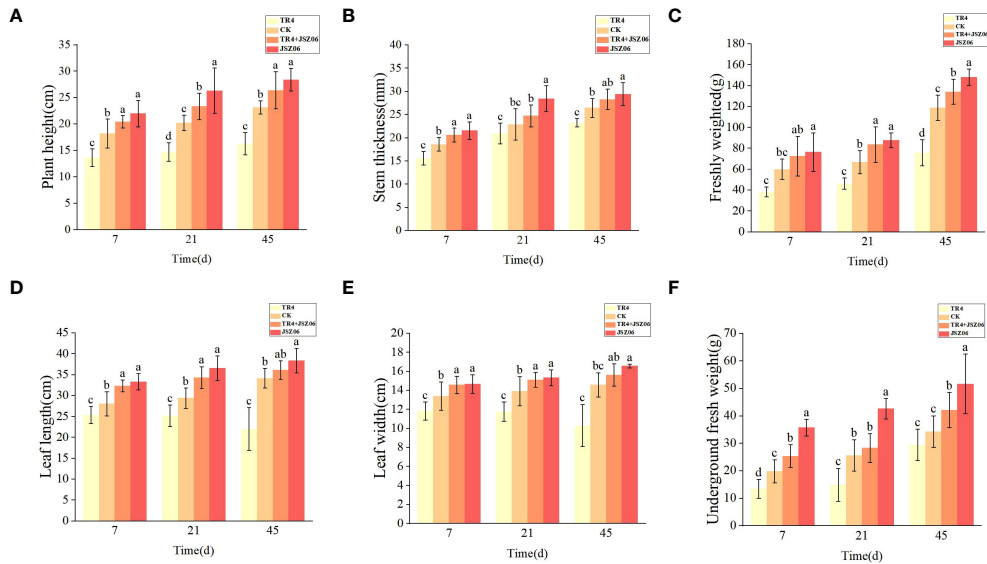 A
TR4
CK
TR4+JSZ06
JSZ06
Plant height(cm)
35
30
25
20
15
10
5
0
c
b
a
a
d
c
b
a
c
b
a
a
7
21
45
Time(d)
B
TR4
CK
TR4+JSZ06
JSZ06
Stem thickness(mm)
40
35
30
25
20
15
10
5
0
c
b
a
a
c
bc
b
a
c
b
ab
a
7
21
45
Time(d)
C
TR4
CK
TR4+JSZ06
JSZ06
Freshly weighted(g)
180
160
140
120
100
80
60
40
20
0
c
bc
ab
a
c
b
a
a
d
c
b
a
7
21
45
Time(d)
D
TR4
CK
TR4+JSZ06
JSZ06
Leaf length(cm)
45
40
35
30
25
20
15
10
5
0
c
b
a
a
c
b
a
a
c
b
ab
a
7
21
45
Time(d)
E
TR4
CK
TR4+JSZ06
JSZ06
Leaf width(cm)
20
18
16
14
12
10
8
6
4
2
0
c
b
a
a
c
b
a
a
c
bc
ab
a
7
21
45
Time(d)
F
TR4
CK
TR4+JSZ06
JSZ06
Underground fresh weight(g)
70
60
50
40
30
20
10
0
d
c
b
a
c
b
b
a
c
c
b
a
7
21
45
Time(d)